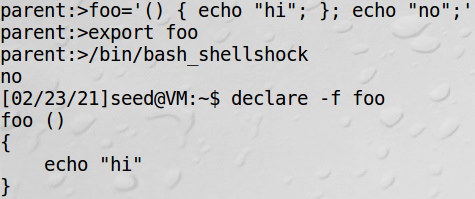 parent:>foo='() { echo "hi"; }; echo "no";'
parent:>export foo
parent:>/bin/bash_shellshock
no
[02/23/21]seed@VM:~$ declare -f foo
foo ()
{
    echo "hi"
}